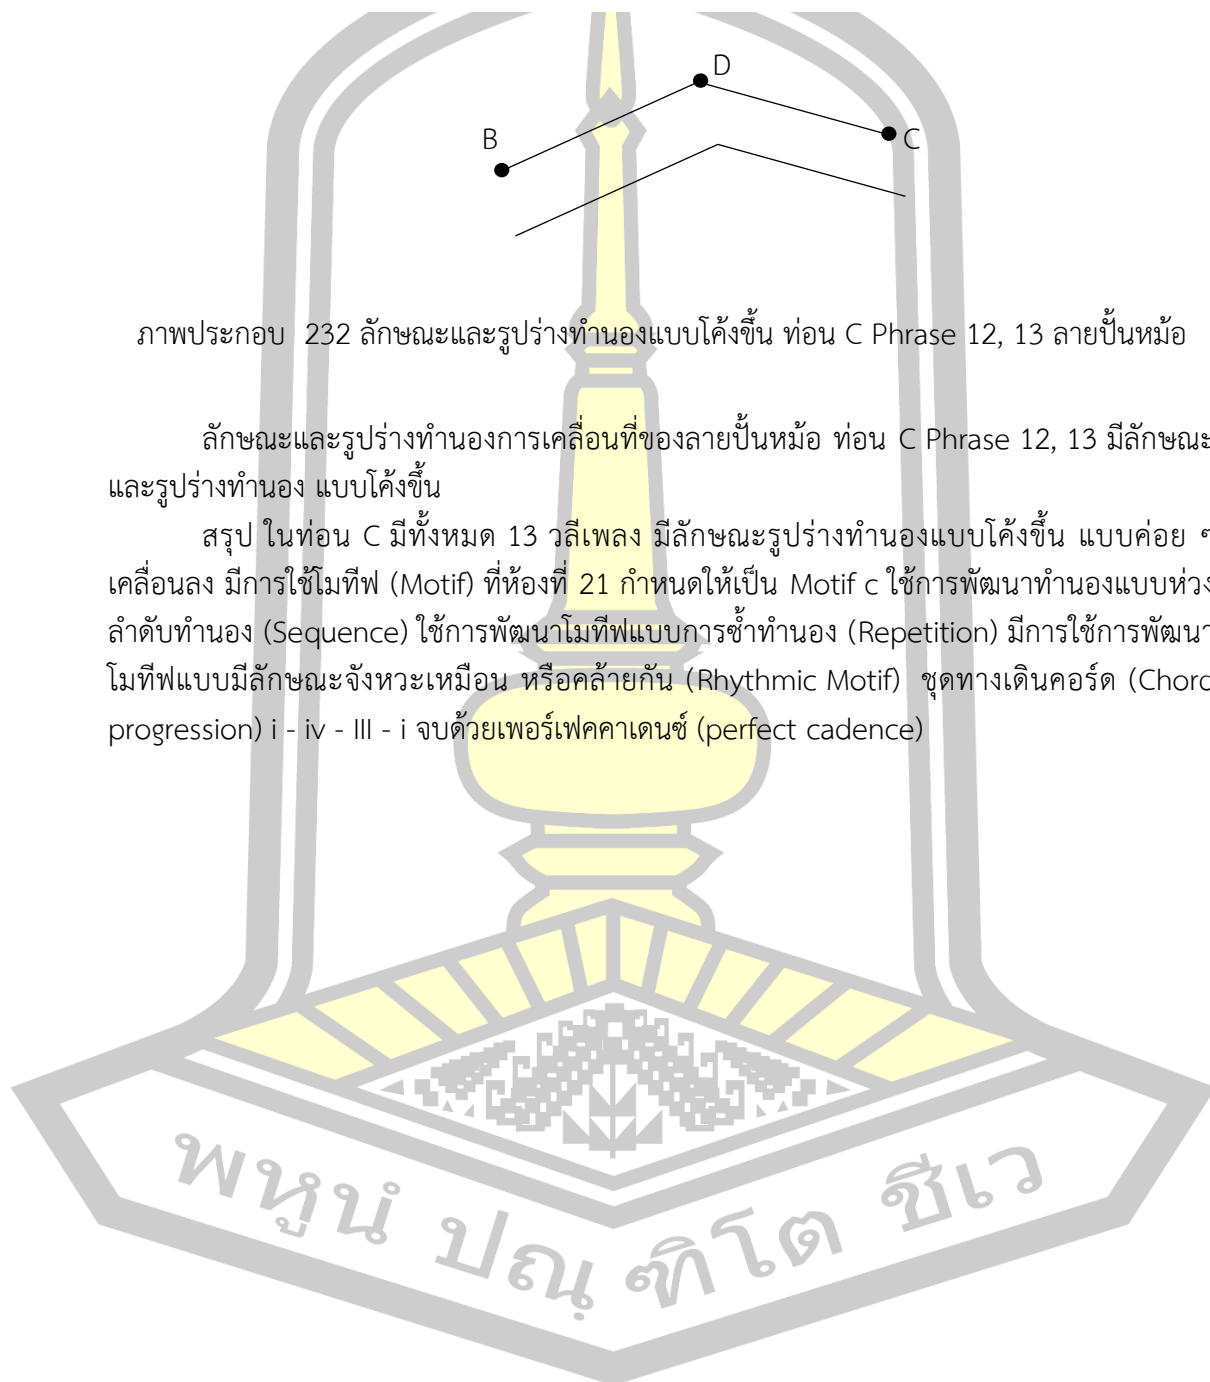 D
B
C
ภาพประกอบ 232 ลักษณะและรูปร่างทำนองแบบโค้งขึ้น ท่อน C Phrase 12, 13 ลายปั้นหม้อ
ลักษณะและรูปร่างทำนองการเคลื่อนที่ของลายปั้นหม้อ ท่อน C Phrase 12, 13 มีลักษณะ
และรูปร่างทำนอง แบบโค้งขึ้น
สรุป ในท่อน C มีทั้งหมด 13 วลีเพลง มีลักษณะรูปร่างทำนองแบบโค้งขึ้น แบบค่อย ๆ
เคลื่อนลง มีการใช้โมทีฟ (Motif) ที่ห้องที่ 21 กำหนดให้เป็น Motif c ใช้การพัฒนาทำนองแบบห่วง
ลำดับทำนอง (Sequence) ใช้การพัฒนาโมทีฟแบบการซ้ำทำนอง (Repetition) มีการใช้การพัฒนา
โมทีฟแบบมีลักษณะจังหวะเหมือน หรือคล้ายกัน (Rhythmic Motif) ชุดทางเดินคอร์ด (Chord
progression) i - iv - III - i จบด้วยเพอร์เฟคคาเดนซ์ (perfect cadence)
พหูนํ ปณฺฑิโต ชีเว